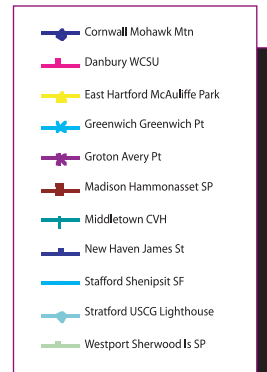 Cornwall Mohawk Mtn
Danbury WCSU
East Hartford McAuliffe Park
Greenwich Greenwich Pt
Groton Avery Pt
Madison Hammonasset SP
Middletown CVH
New Haven James St
Stafford Shenipsit SF
Stratford USCG Lighthouse
Westport Sherwood Is SP